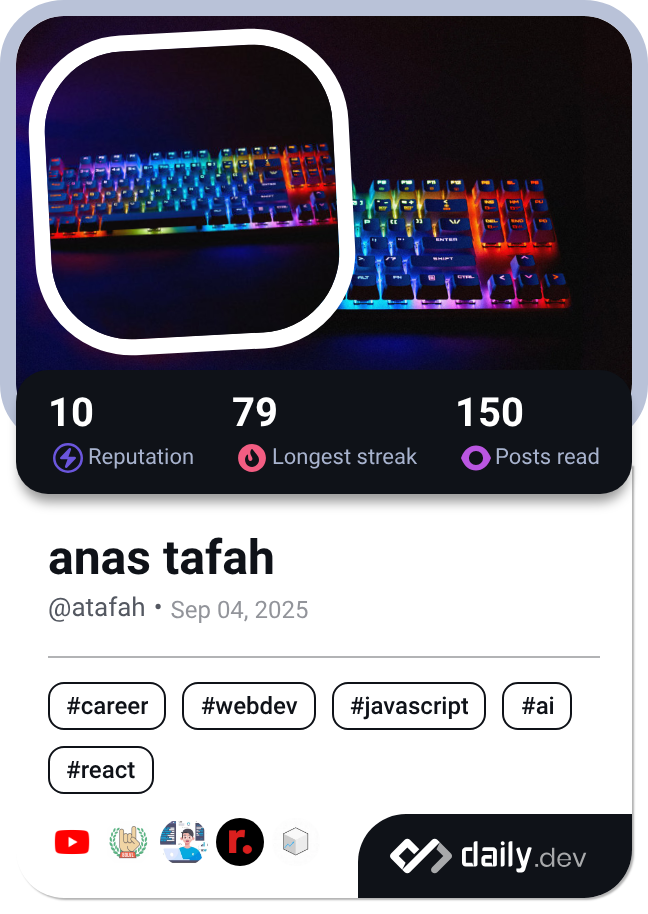 10
79
150
Reputation
Longest streak
Posts read
anas tafah
@atafah • Sep 04, 2025
#career
#webdev
#javascript
#ai
#react
r.
daily.dev